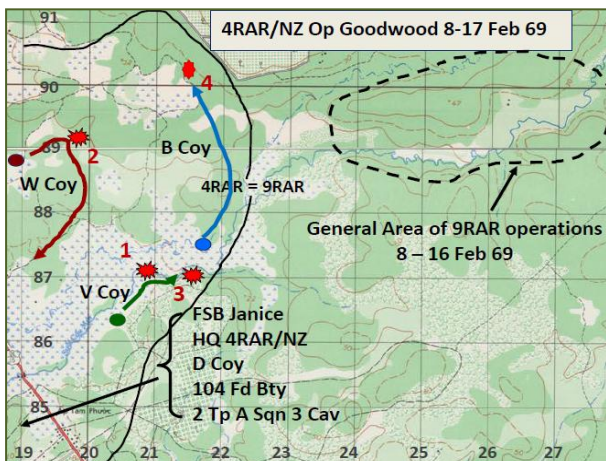 4RAR/NZ Op Goodwood 8-17 Feb 69
91
90
4
89
2
B Coy
W Coy
4RAR = 9RAR
88
General Area of 9RAR operations
8 – 16 Feb 69
1
87
V Coy
3
FSB Janice
HQ 4RAR/NZ
D Coy
104 Fd Bty
2 Tp A Sqn 3 Cav
86
85
19 20 21 22 23 24 25 26 27